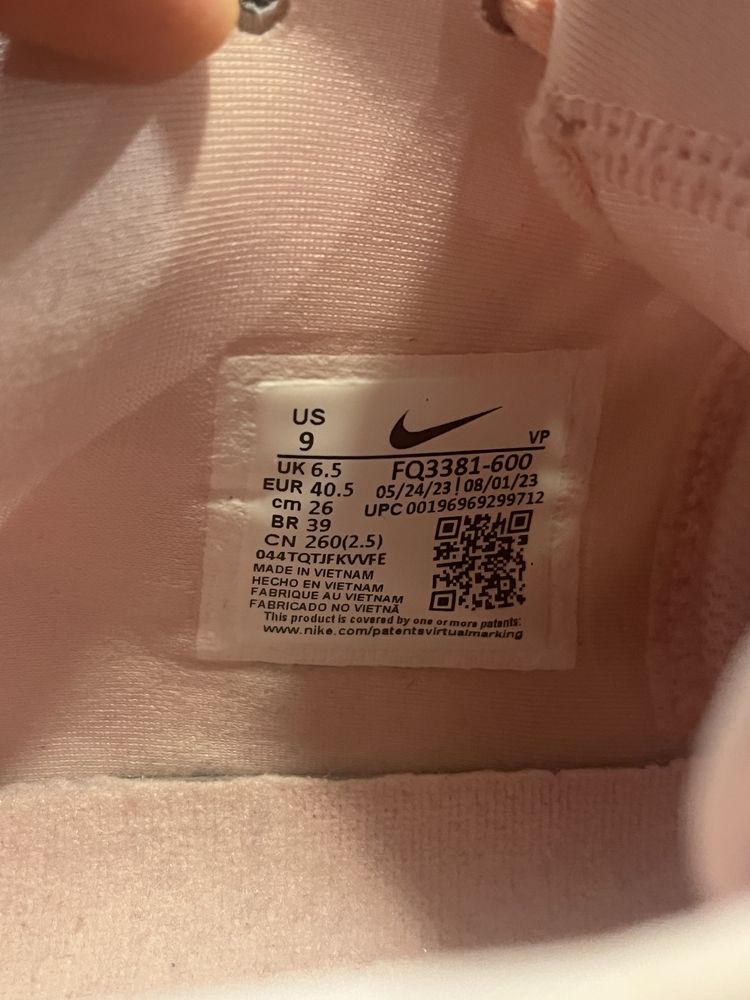 US
9
VP
UK 6.5
EUR 40.5
cm 26
BR 39
CN 260(2.5)
FQ3381-600
05/24/23 | 08/01/23
UPC 00196969299712
044TQTJFKVVFE
MADE IN VIETNAM
HECHO EN VIETNAM
FABRIQUE AU VIETNAM
FABRICADO NO VIETNÃ
This product is covered by one or more patents:
www.nike.com/patentsvirtualmarking